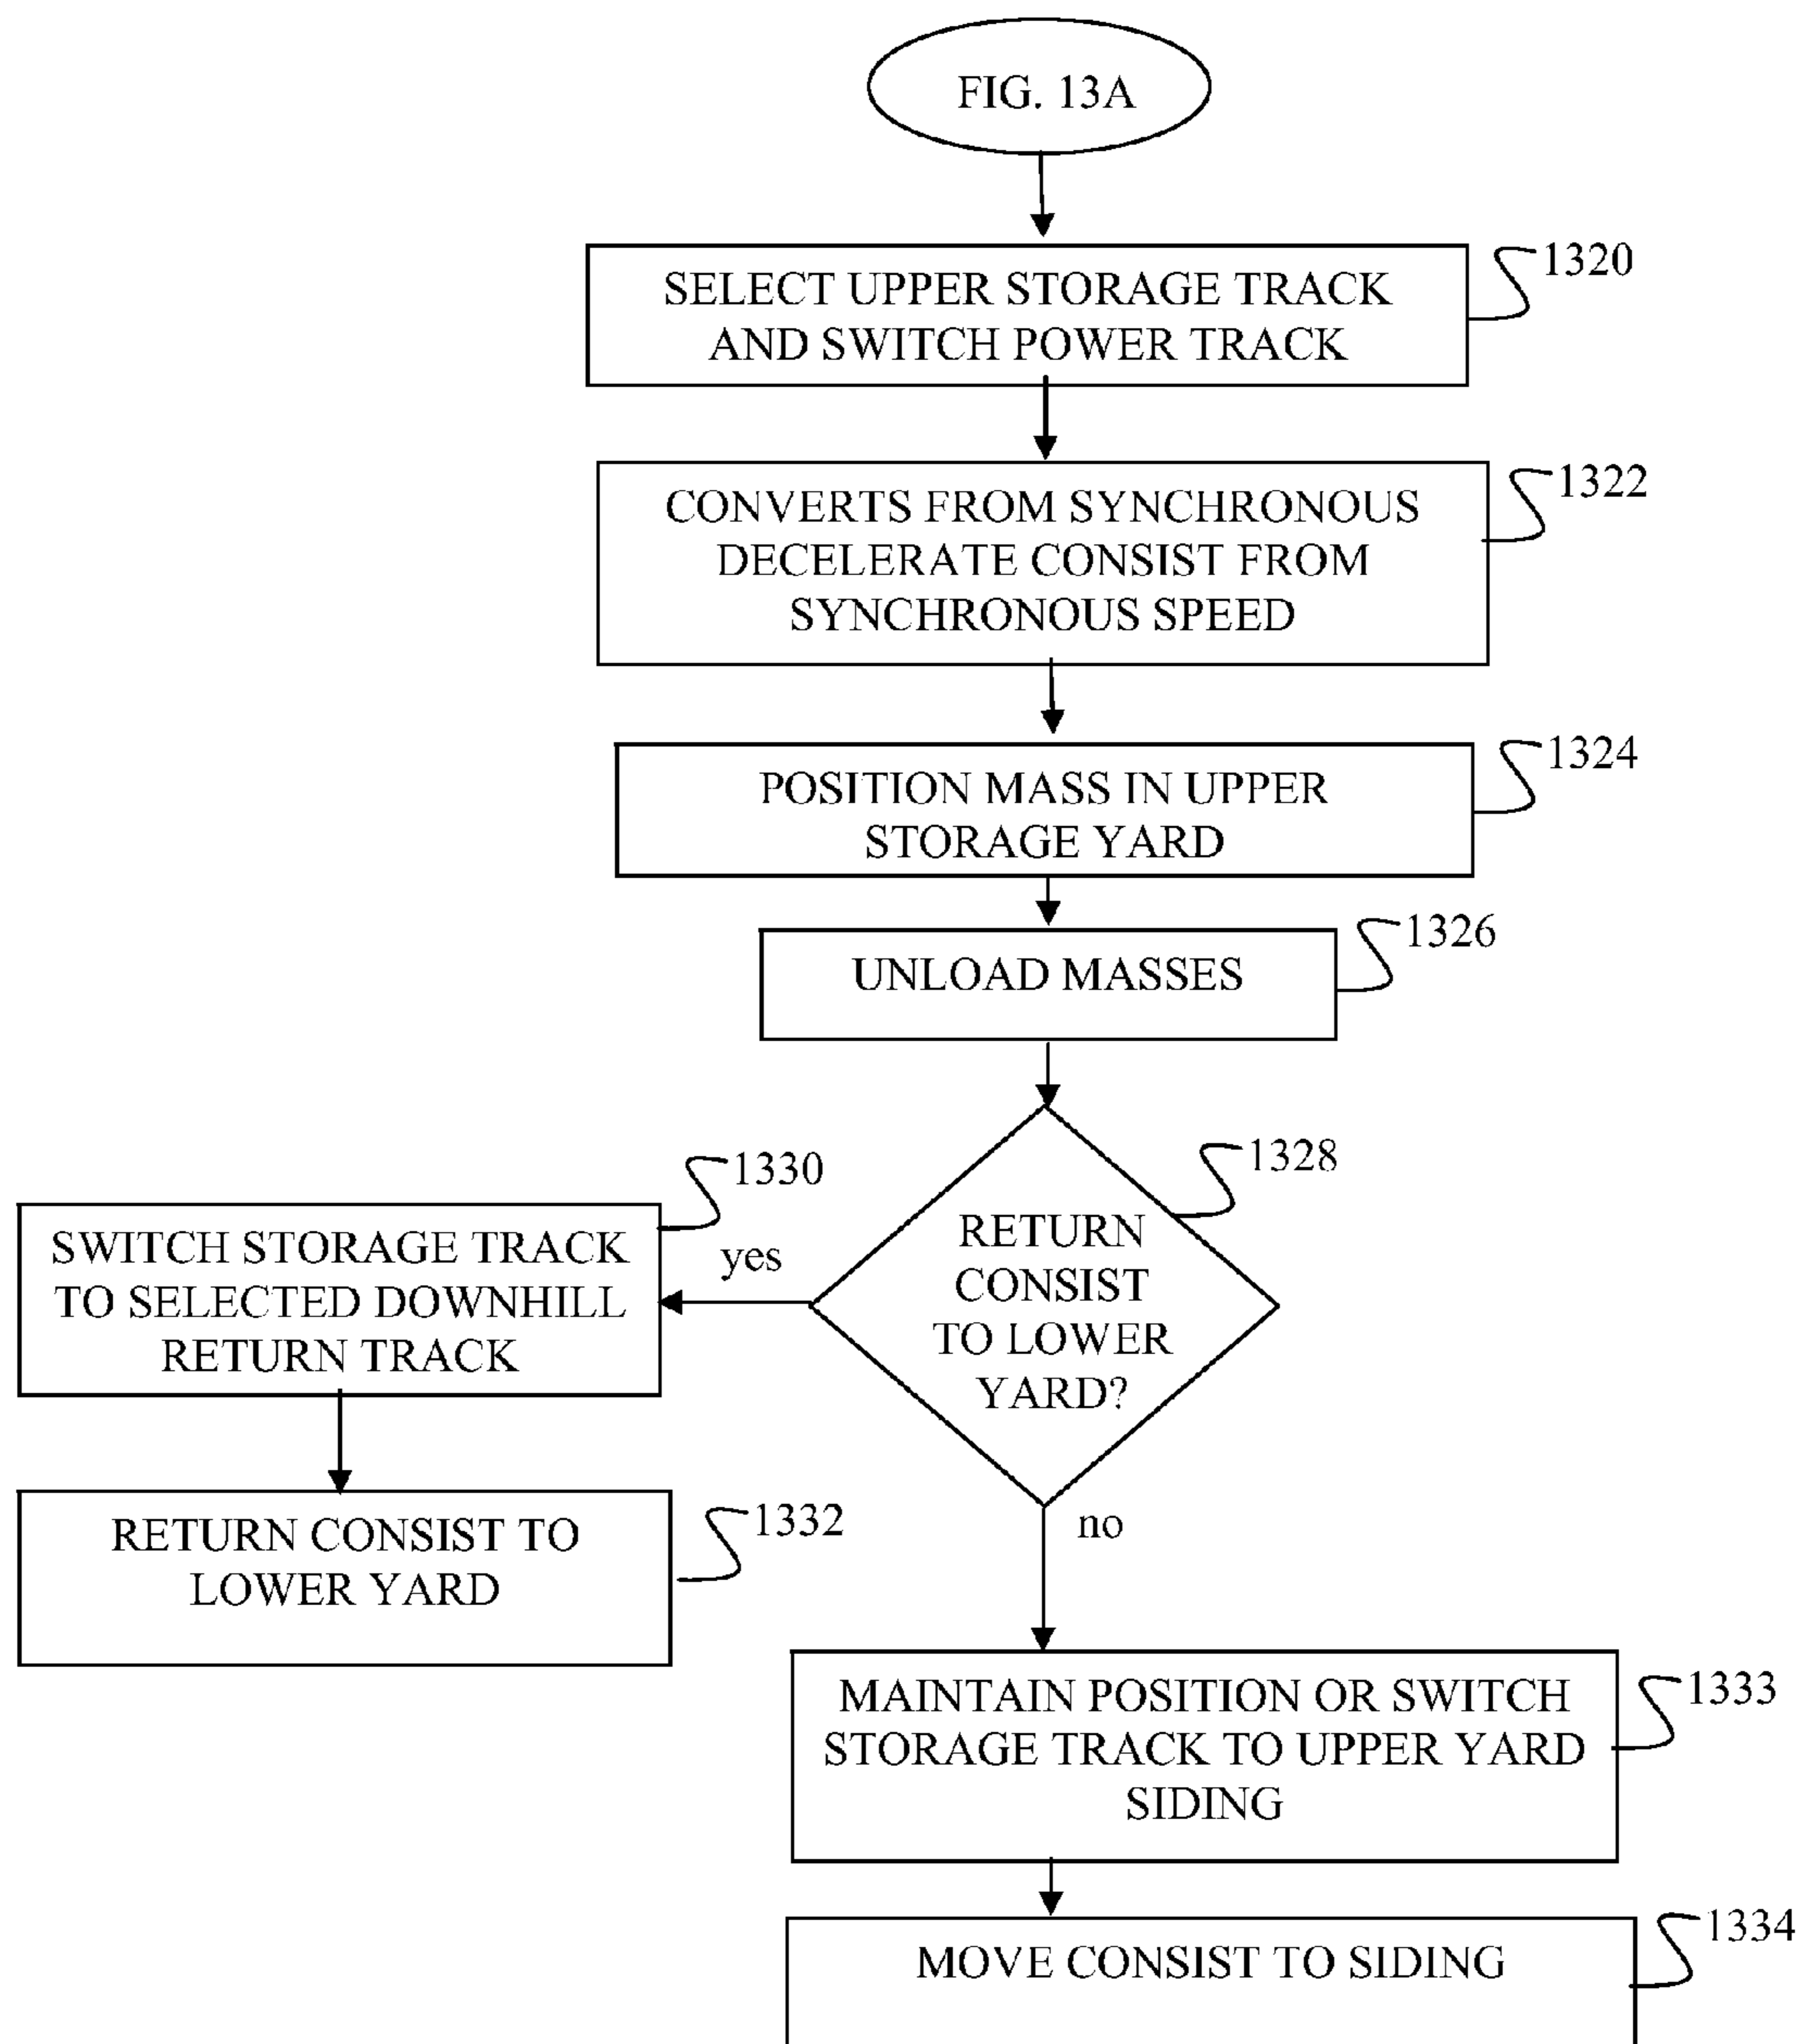 FIG. 13A
SELECT UPPER STORAGE TRACK
AND SWITCH POWER TRACK
1320
CONVERTS FROM SYNCHRONOUS
DECELERATE CONSIST FROM
SYNCHRONOUS SPEED
1322
POSITION MASS IN UPPER
STORAGE YARD
1324
UNLOAD MASSES
1326
RETURN
CONSIST
TO LOWER
YARD?
1328
yes
SWITCH STORAGE TRACK
TO SELECTED DOWNHILL
RETURN TRACK
1330
RETURN CONSIST TO
LOWER YARD
1332
no
MAINTAIN POSITION OR SWITCH
STORAGE TRACK TO UPPER YARD
SIDING
1333
MOVE CONSIST TO SIDING
1334